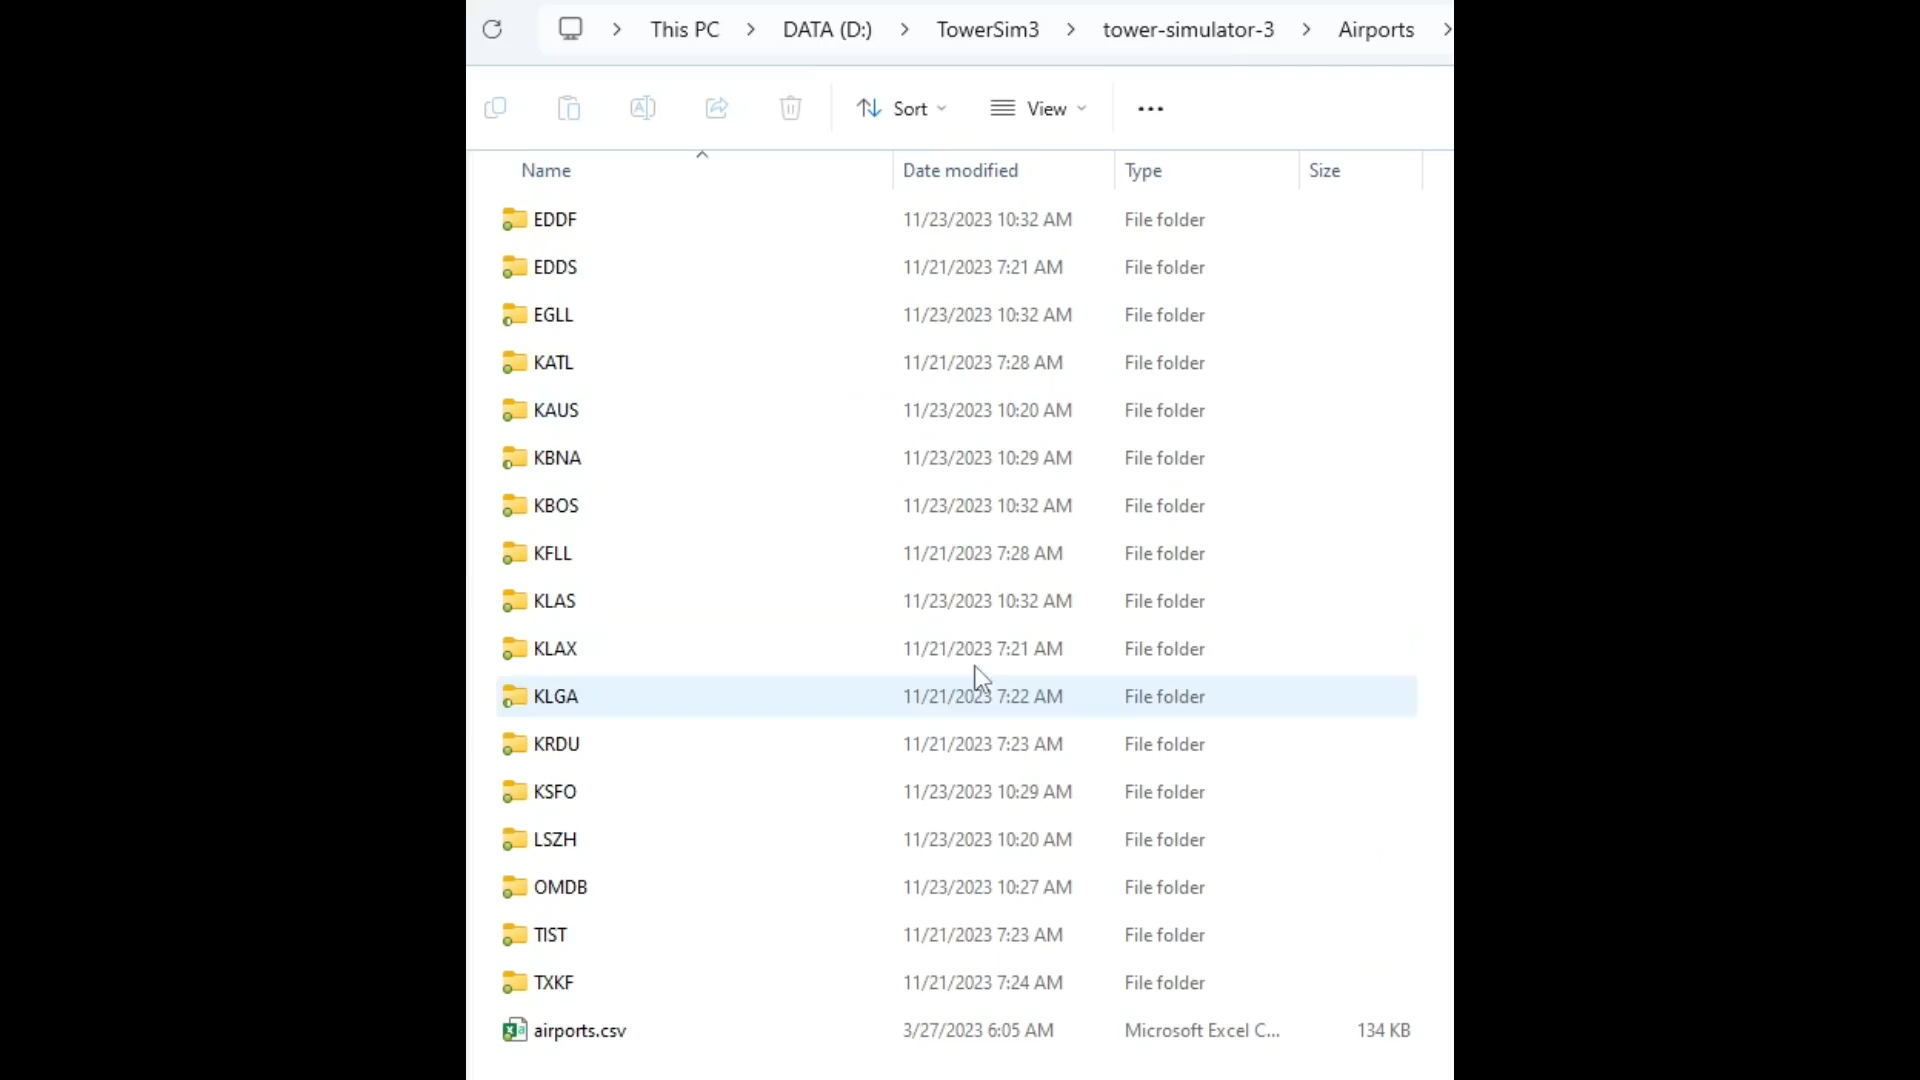 This PC > DATA (D:) > TowerSim3 > tower-simulator-3 > Airports >
Sort View
Name Date modified Type Size
EDDF 11/23/2023 10:32 AM File folder
EDDS 11/21/2023 7:21 AM File folder
EGLL 11/23/2023 10:32 AM File folder
KATL 11/21/2023 7:28 AM File folder
KAUS 11/23/2023 10:20 AM File folder
KBNA 11/23/2023 10:29 AM File folder
KBOS 11/23/2023 10:32 AM File folder
KFLL 11/21/2023 7:28 AM File folder
KLAS 11/23/2023 10:32 AM File folder
KLAX 11/21/2023 7:21 AM File folder
KLGA 11/21/2023 7:22 AM File folder
KRDU 11/21/2023 7:23 AM File folder
KSFO 11/23/2023 10:29 AM File folder
LSZH 11/23/2023 10:20 AM File folder
OMDB 11/23/2023 10:27 AM File folder
TIST 11/21/2023 7:23 AM File folder
TXKF 11/21/2023 7:24 AM File folder
airports.csv 3/27/2023 6:05 AM Microsoft Excel C... 134 KB